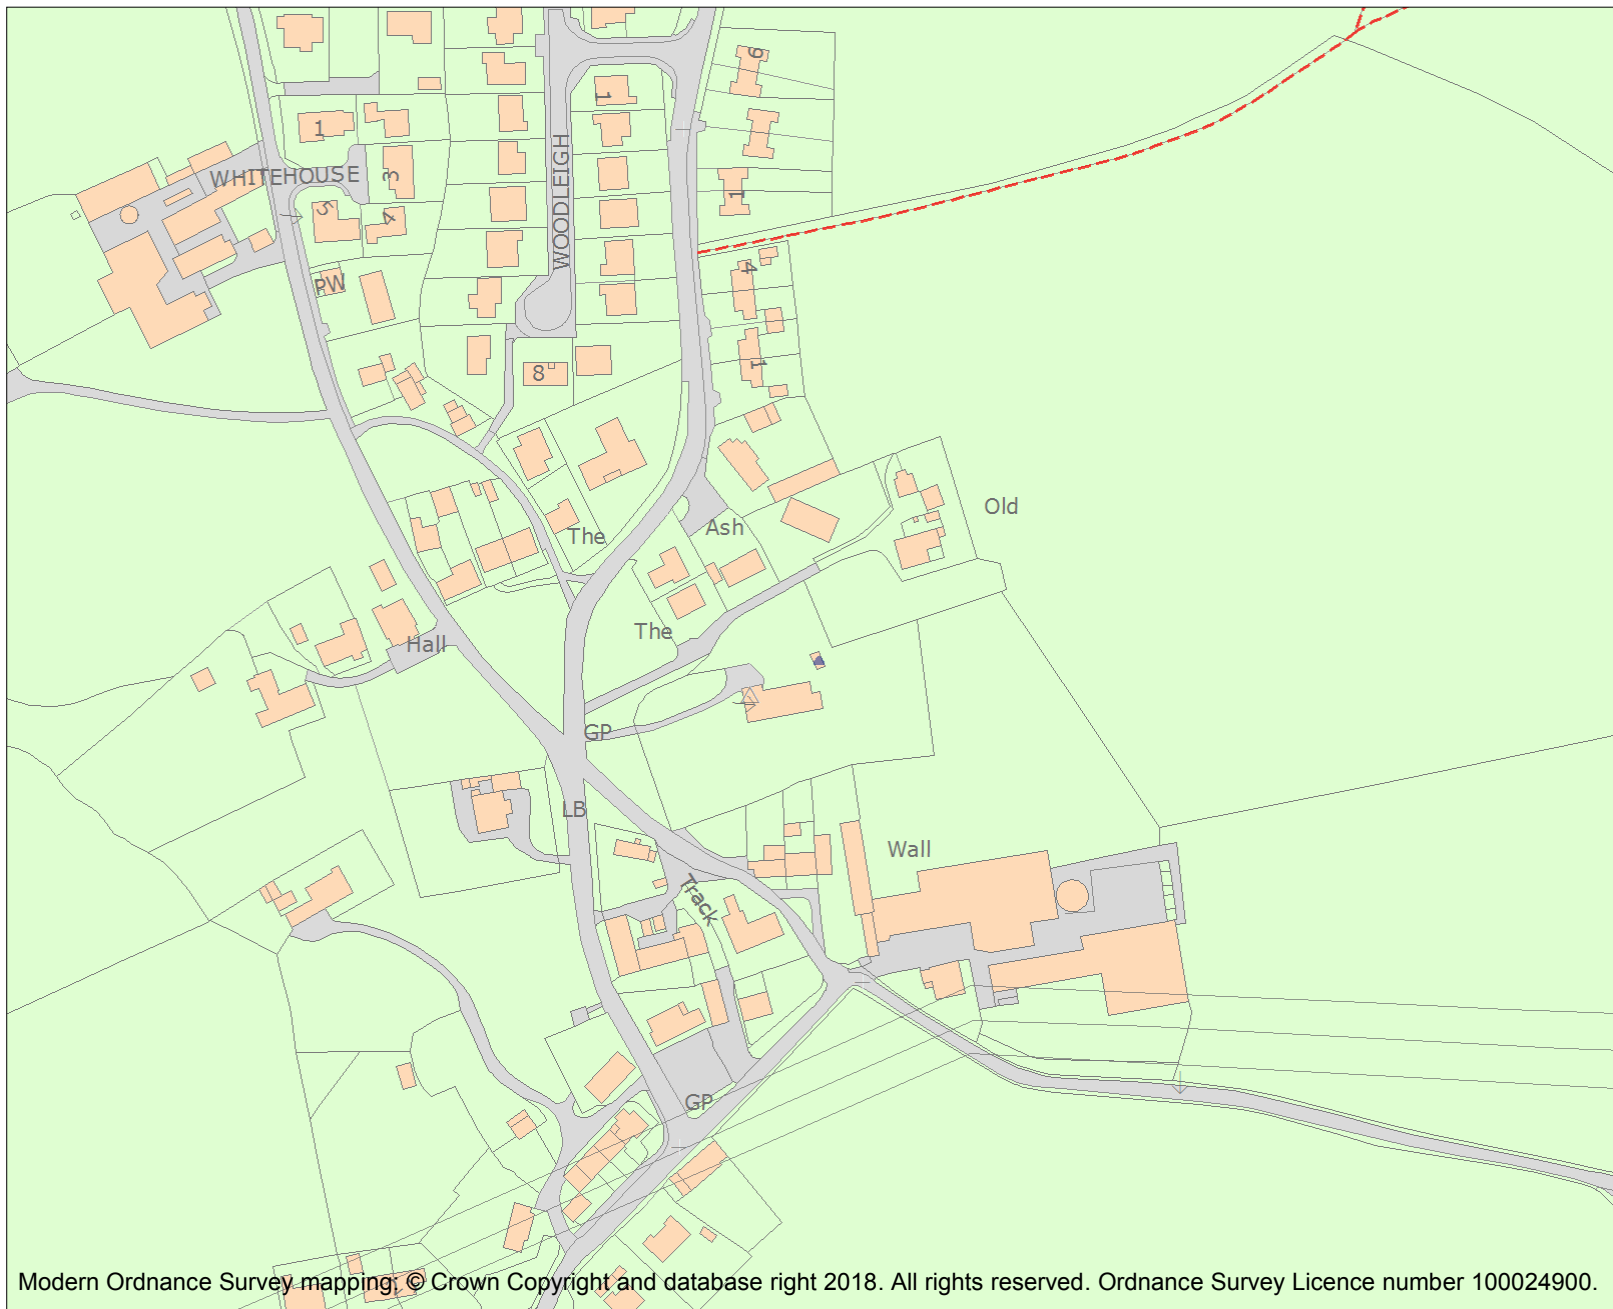 9
1
WOODLEIGH
1
WHITEHOUSE
3
1
5
4
PW
4
1
8
Old
Ash
The
The
Hall
GP
LB
Wall
Track
GP
Modern Ordnance Survey mapping; © Crown Copyright and database right 2018. All rights reserved. Ordnance Survey Licence number 100024900.